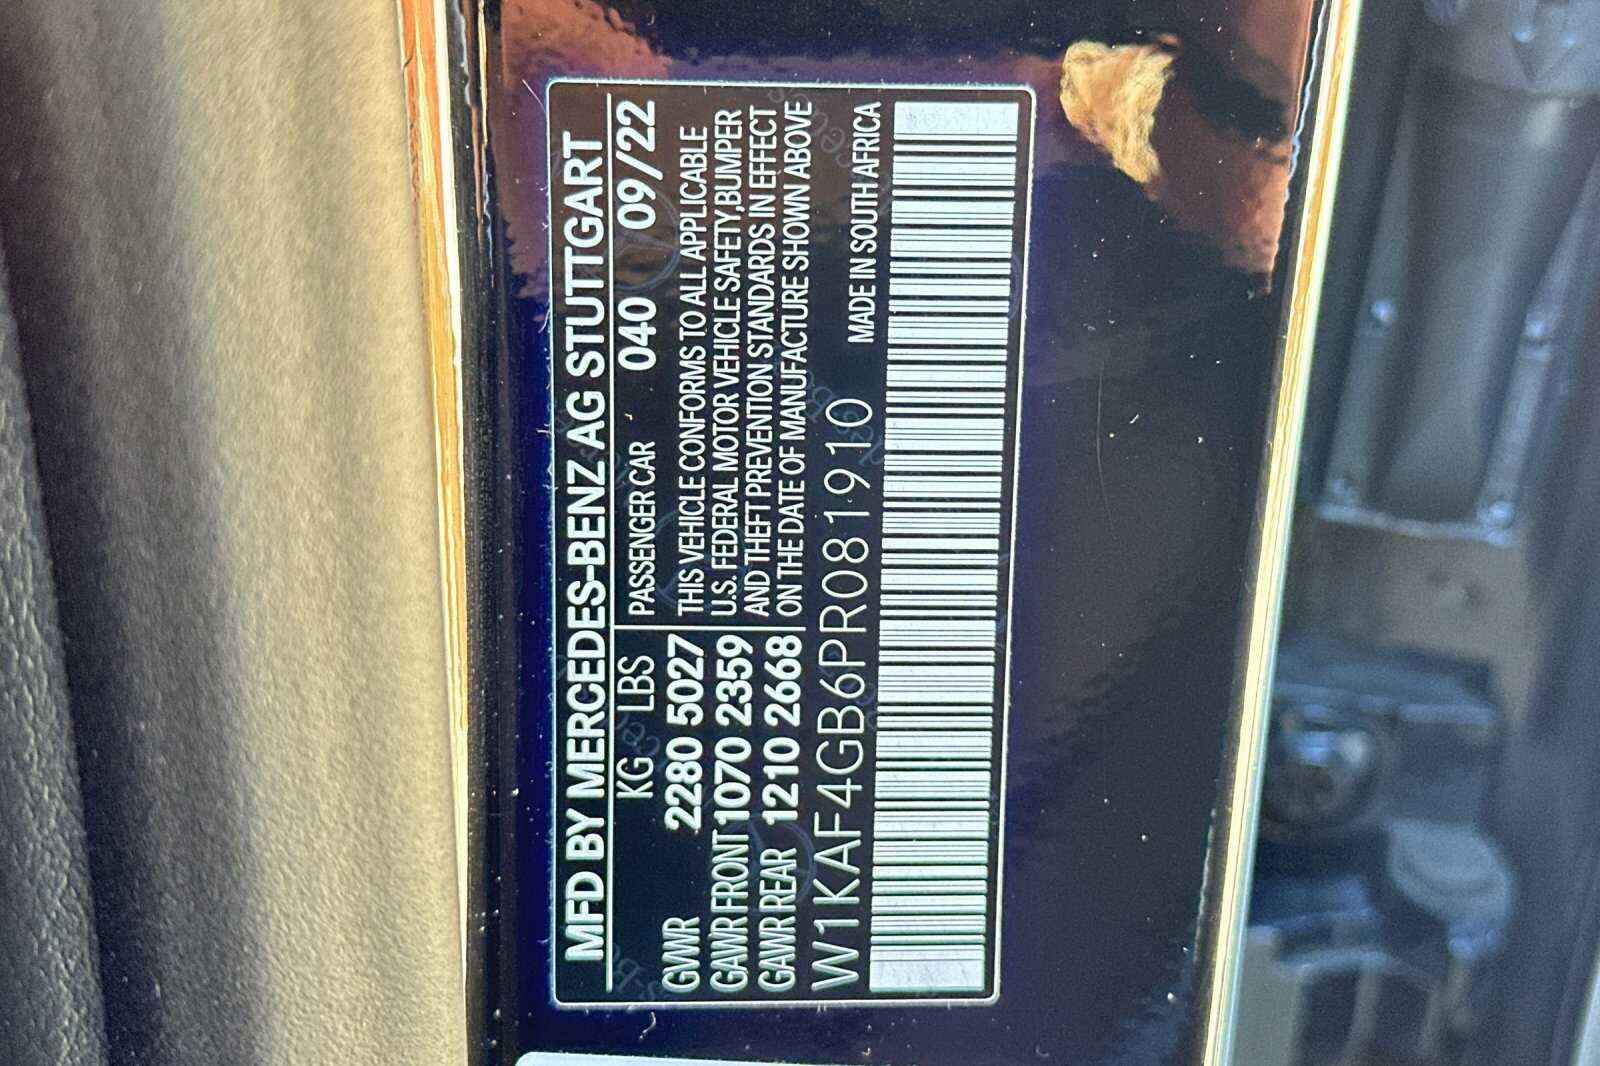 MFD BY MERCEDES-BENZ AG STUTTGART
KG LBS
GVWR 2280 5027
GAWR FRONT 1070 2359
GAWR REAR 1210 2668
PASSENGER CAR 040 09/22
THIS VEHICLE CONFORMS TO ALL APPLICABLE
U.S. FEDERAL MOTOR VEHICLE SAFETY,BUMPER
AND THEFT PREVENTION STANDARDS IN EFFECT
ON THE DATE OF MANUFACTURE SHOWN ABOVE
W1KAF4GB6PR081910 MADE IN SOUTH AFRICA